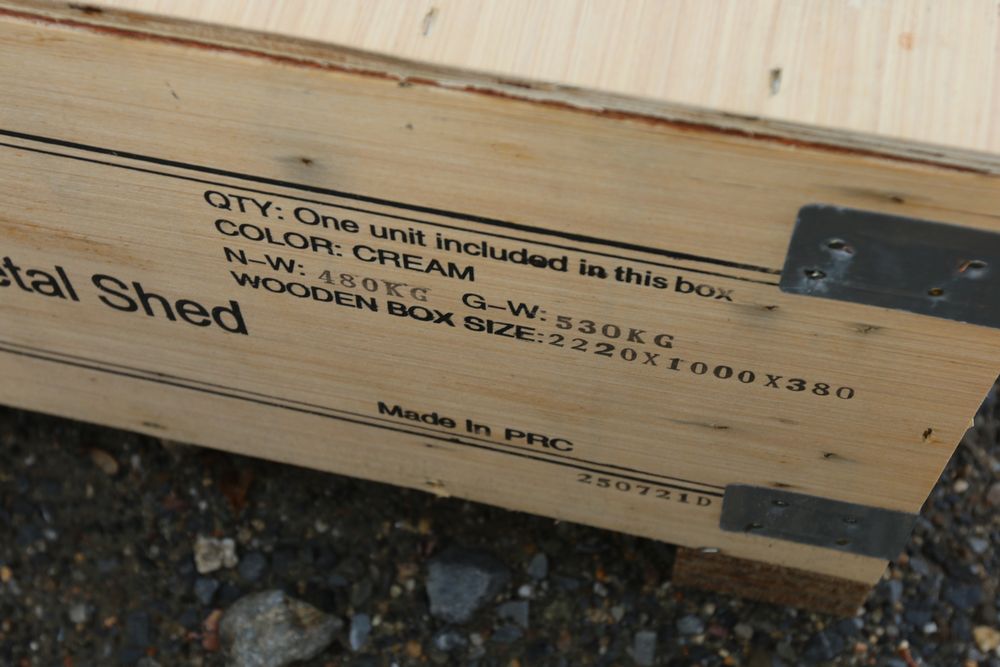 QTY: One unit included in this box
COLOR: CREAM
N-W: 480KG G-W: 530KG
WOODEN BOX SIZE: 2220X1000X380
etal Shed
Made In PRC
250721D